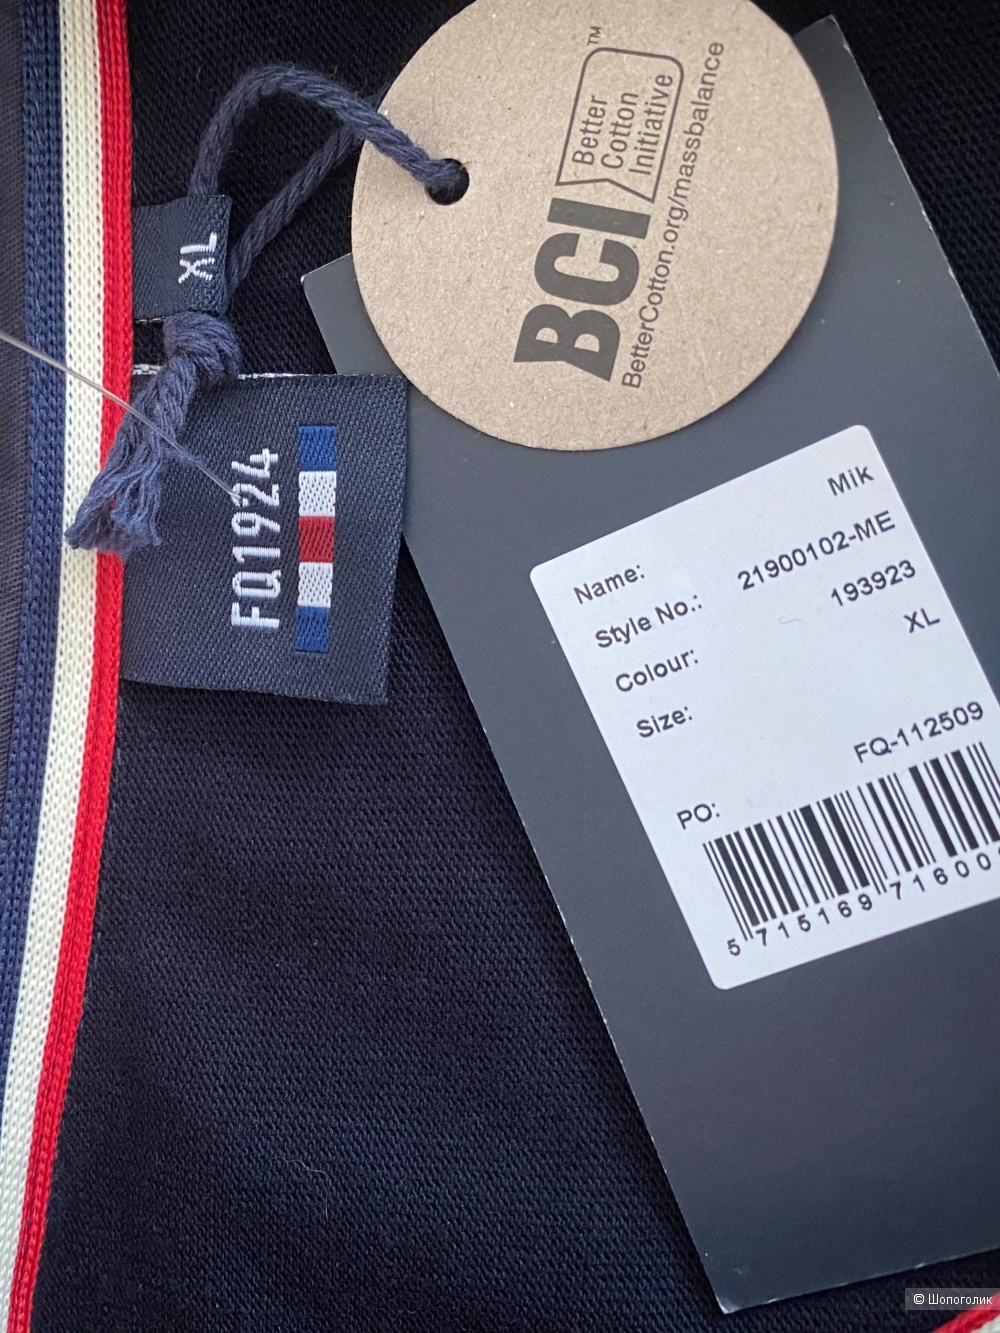 BCI
Better
Cotton
Initiative
™
BetterCotton.org/massbalance
XL
FQ1924
Name: Mik
Style No.: 21900102-ME
Colour: 193923
Size: XL
PO: FQ-112509
5 715169 71600
© Шопоголик